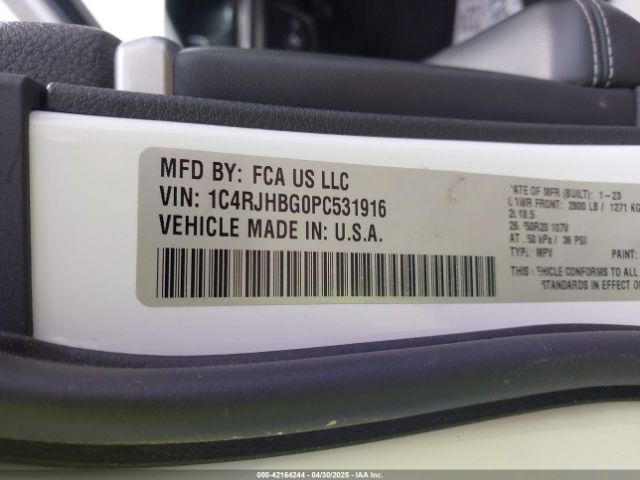 MFD BY: FCA US LLC
VIN: 1C4RJHBG0PC531916
VEHICLE MADE IN: U.S.A.
ATE OF MFR (BUILT): 1-23
WR FRONT: 2800 LB / 1271 KG
50R20 107V
50 kPa / 36 PSI
TYPE: MPV PAINT:
THIS VEHICLE CONFORMS TO ALL
STANDARDS IN EFFECT
000-42164244 - 04/30/2025 - IAA Inc.